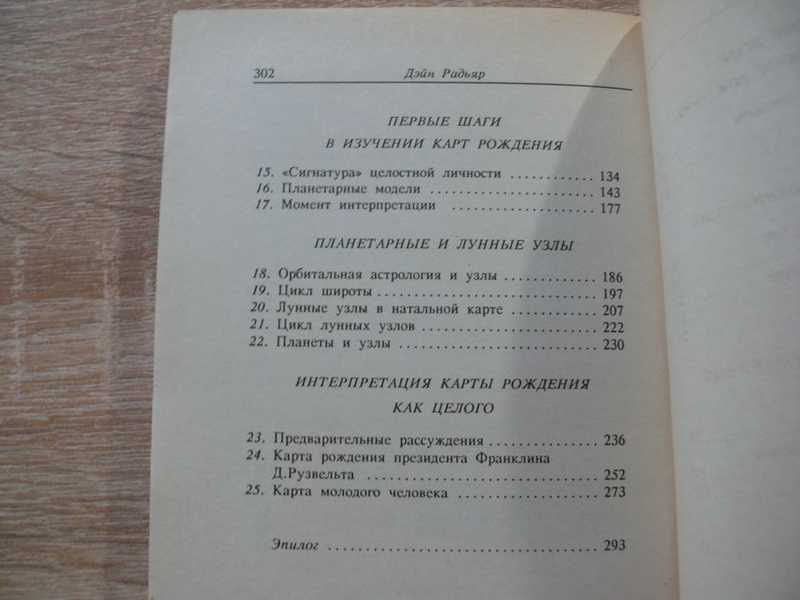 302 Дэйн Радьяр
ПЕРВЫЕ ШАГИ
В ИЗУЧЕНИИ КАРТ РОЖДЕНИЯ
15. «Сигнатура» целостной личности ............ 134
16. Планетарные модели ........................ 143
17. Момент интерпретации ..................... 177
ПЛАНЕТАРНЫЕ И ЛУННЫЕ УЗЛЫ
18. Орбитальная астрология и узлы ............. 186
19. Цикл широты ............................... 197
20. Лунные узлы в натальной карте ............ 207
21. Цикл лунных узлов ......................... 222
22. Планеты и узлы ............................ 230
ИНТЕРПРЕТАЦИЯ КАРТЫ РОЖДЕНИЯ
КАК ЦЕЛОГО
23. Предварительные рассуждения ............... 236
24. Карта рождения президента Франклина
Д.Рузвельта ................................ 252
25. Карта молодого человека .................... 273
Эпилог ...................................... 293